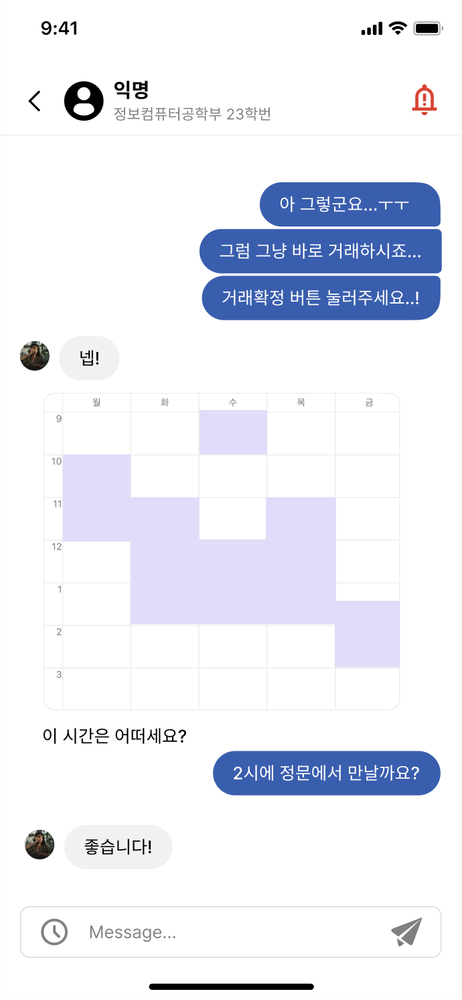 9:41
익명
정보컴퓨터공학부 23학번
아 그렇군요...ㅜㅜ
그럼 그냥 바로 거래하시죠...
거래확정 버튼 눌러주세요..!
넵!
월 화 수 목 금
9
10
11
12
1
2
3
이 시간은 어떠세요?
2시에 정문에서 만날까요?
좋습니다!
Message...